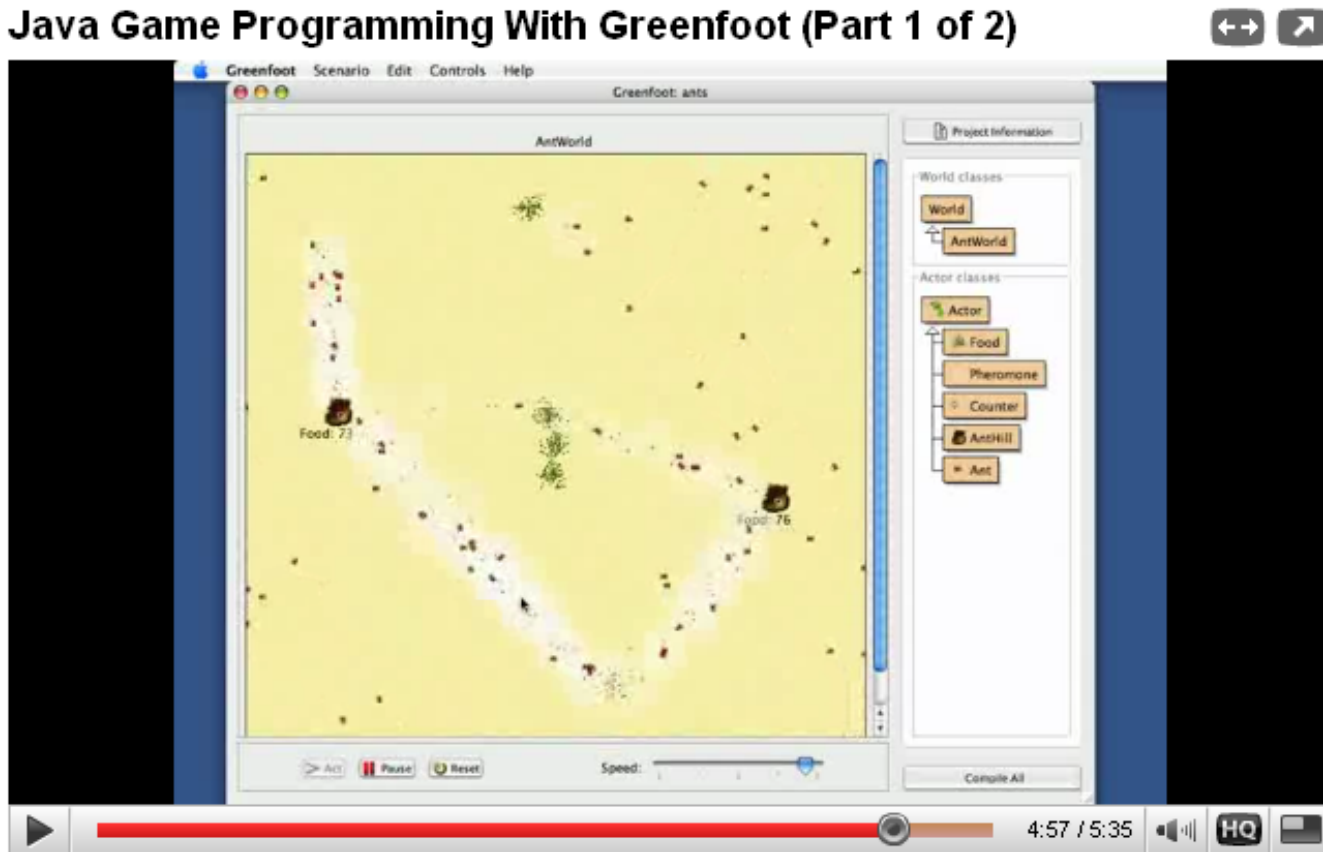 Java Game Programming With Greenfoot (Part 1 of 2)
Greenfoot Scenario Edit Controls Help
Greenfoot: ants
AntWorld
Food: 73
Food: 76
Project Information
World classes
World
AntWorld
Actor classes
Actor
Food
Pheromone
Counter
AntHill
Ant
Act Pause Reset Speed:
Compile All
4:57 / 5:35 HQ